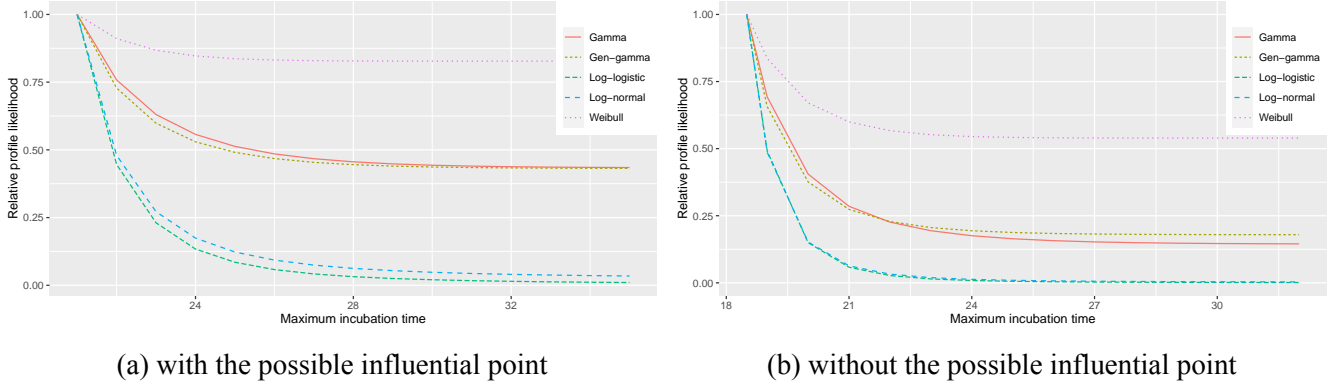 1.00
0.75
0.50
0.25
0.00
24
28
32
Relative profile likelihood
Maximum incubation time
Gamma
Gen−gamma
Log−logistic
Log−normal
Weibull
(a) with the possible influential point
1.00
0.75
0.50
0.25
0.00
18
21
24
27
30
Relative profile likelihood
Maximum incubation time
Gamma
Gen−gamma
Log−logistic
Log−normal
Weibull
(b) without the possible influential point